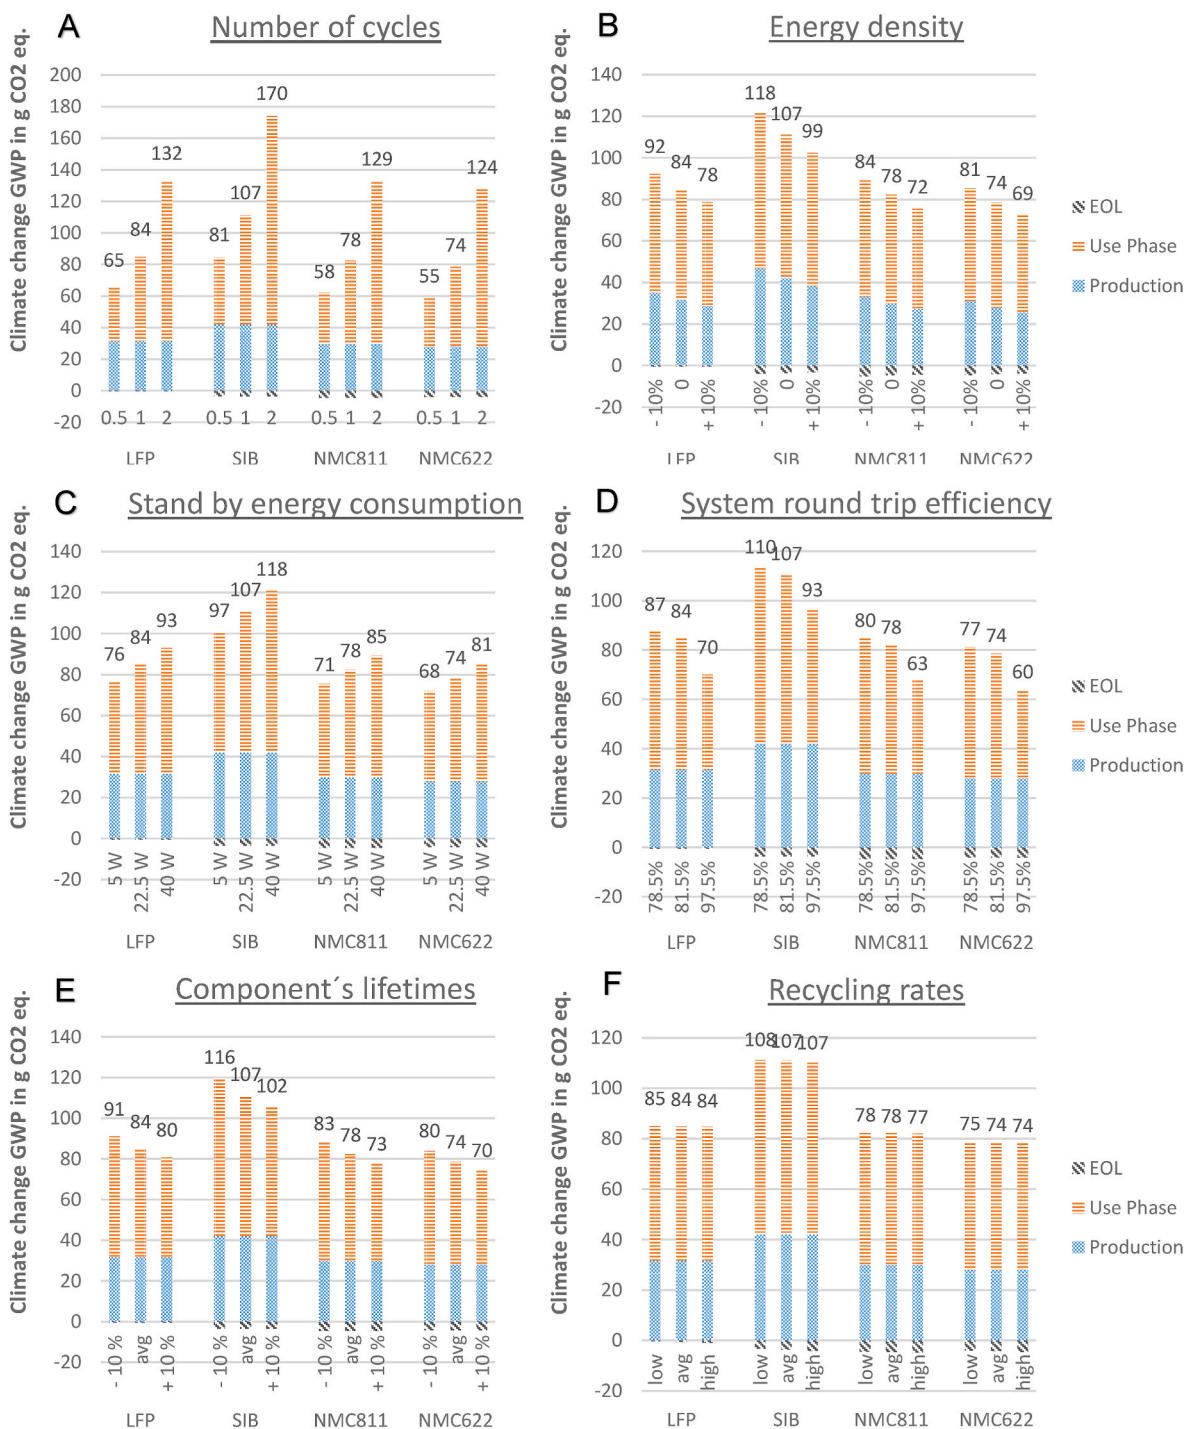 A
Number of cycles
Climate change GWP in g CO2 eq.
200
180
160
140
120
100
80
60
40
20
0
-20
65
84
132
81
107
170
58
78
129
55
74
124
0.5 1 2 0.5 1 2 0.5 1 2 0.5 1 2
LFP SIB NMC811 NMC622
B
Energy density
Climate change GWP in g CO2 eq.
140
120
100
80
60
40
20
0
-20
92
84
78
118
107
99
84
78
72
81
74
69
- 10% 0 + 10% - 10% 0 + 10% - 10% 0 + 10% - 10% 0 + 10%
LFP SIB NMC811 NMC622
EOL
Use Phase
Production
C
Stand by energy consumption
Climate change GWP in g CO2 eq.
140
120
100
80
60
40
20
0
-20
76
84
93
97
107
118
71
78
85
68
74
81
5 W 22.5 W 40 W 5 W 22.5 W 40 W 5 W 22.5 W 40 W 5 W 22.5 W 40 W
LFP SIB NMC811 NMC622
D
System round trip efficiency
Climate change GWP in g CO2 eq.
120
100
80
60
40
20
0
-20
87
84
70
110
107
93
80
78
63
77
74
60
78.5% 81.5% 97.5% 78.5% 81.5% 97.5% 78.5% 81.5% 97.5% 78.5% 81.5% 97.5%
LFP SIB NMC811 NMC622
EOL
Use Phase
Production
E
Component´s lifetimes
Climate change GWP in g CO2 eq.
140
120
100
80
60
40
20
0
-20
91
84
80
116
107
102
83
78
73
80
74
70
- 10 % avg + 10 % - 10 % avg + 10 % - 10 % avg + 10 % - 10 % avg + 10 %
LFP SIB NMC811 NMC622
F
Recycling rates
Climate change GWP in g CO2 eq.
120
100
80
60
40
20
0
-20
85 84 84
108 107 107
78 78 77
75 74 74
low avg high low avg high low avg high low avg high
LFP SIB NMC811 NMC622
EOL
Use Phase
Production